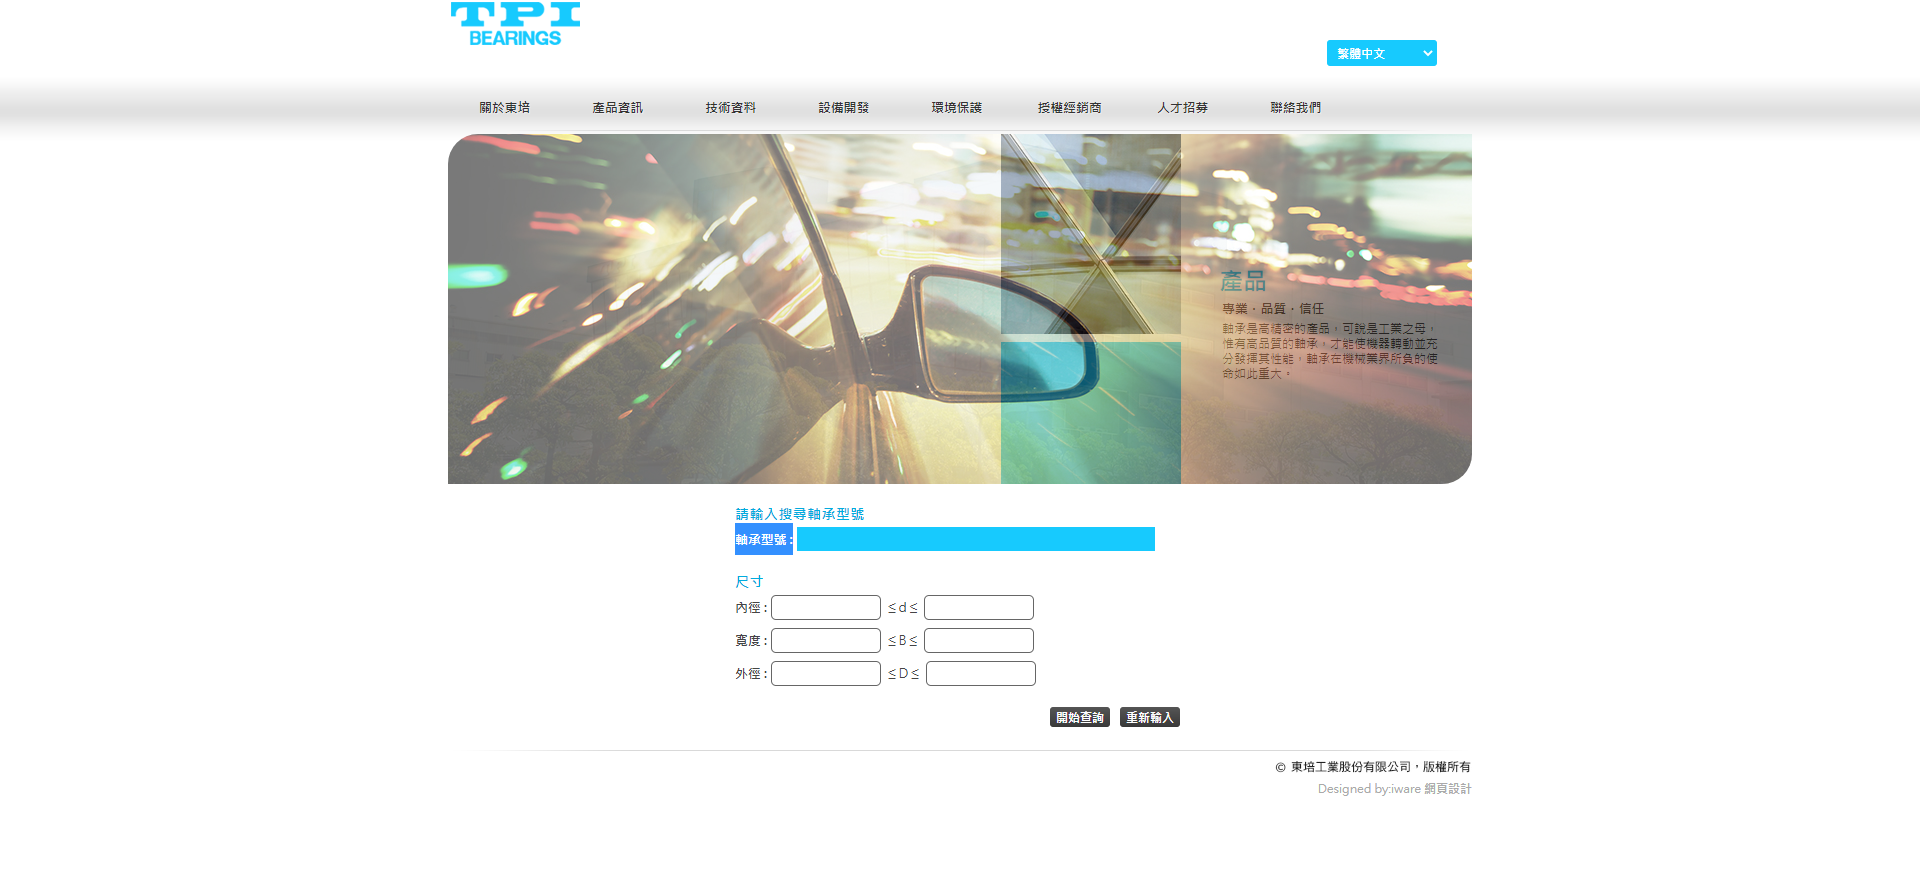 TPI
BEARINGS
繁體中文
關於東培 產品資訊 技術資料 設備開發 環境保護 授權經銷商 人才招募 聯絡我們
產品
專業．品質．信任
軸承是高精密的產品，可說是工業之母，
惟有高品質的軸承，才能使機器轉動並充
分發揮其性能，軸承在機械業界所負的使
命如此重大。
請輸入搜尋軸承型號
軸承型號 :
尺寸
內徑 : ≤ d ≤
寬度 : ≤ B ≤
外徑 : ≤ D ≤
開始查詢 重新輸入
© 東培工業股份有限公司，版權所有
Designed by:iware 網頁設計